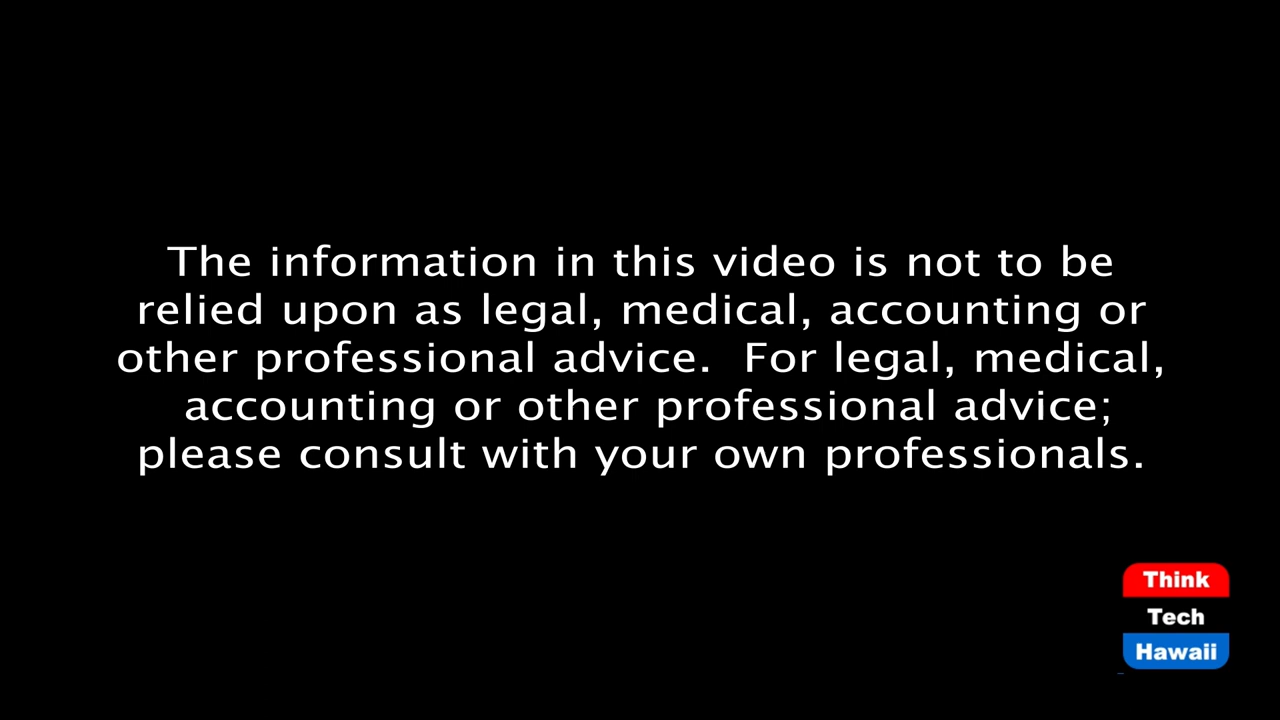 The information in this video is not to be
relied upon as legal, medical, accounting or
other professional advice.  For legal, medical,
accounting or other professional advice;
please consult with your own professionals.
Think
Tech
Hawaii